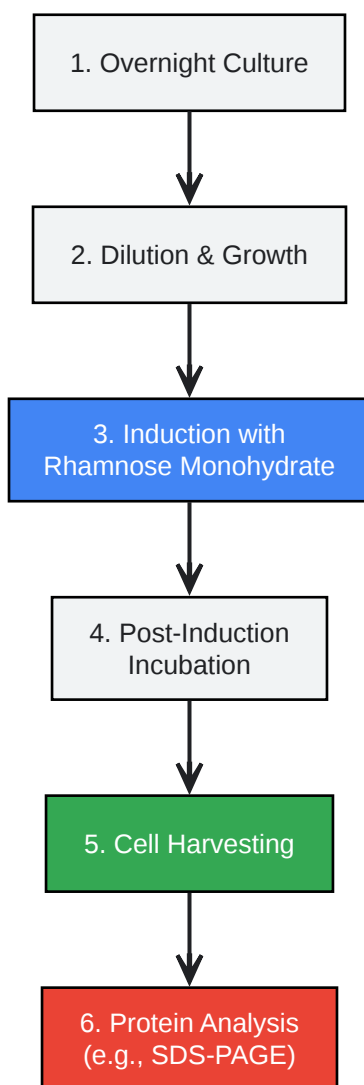 1. Overnight Culture
2. Dilution & Growth
3. Induction with
Rhamnose Monohydrate
4. Post-Induction
Incubation
5. Cell Harvesting
6. Protein Analysis
(e.g., SDS-PAGE)